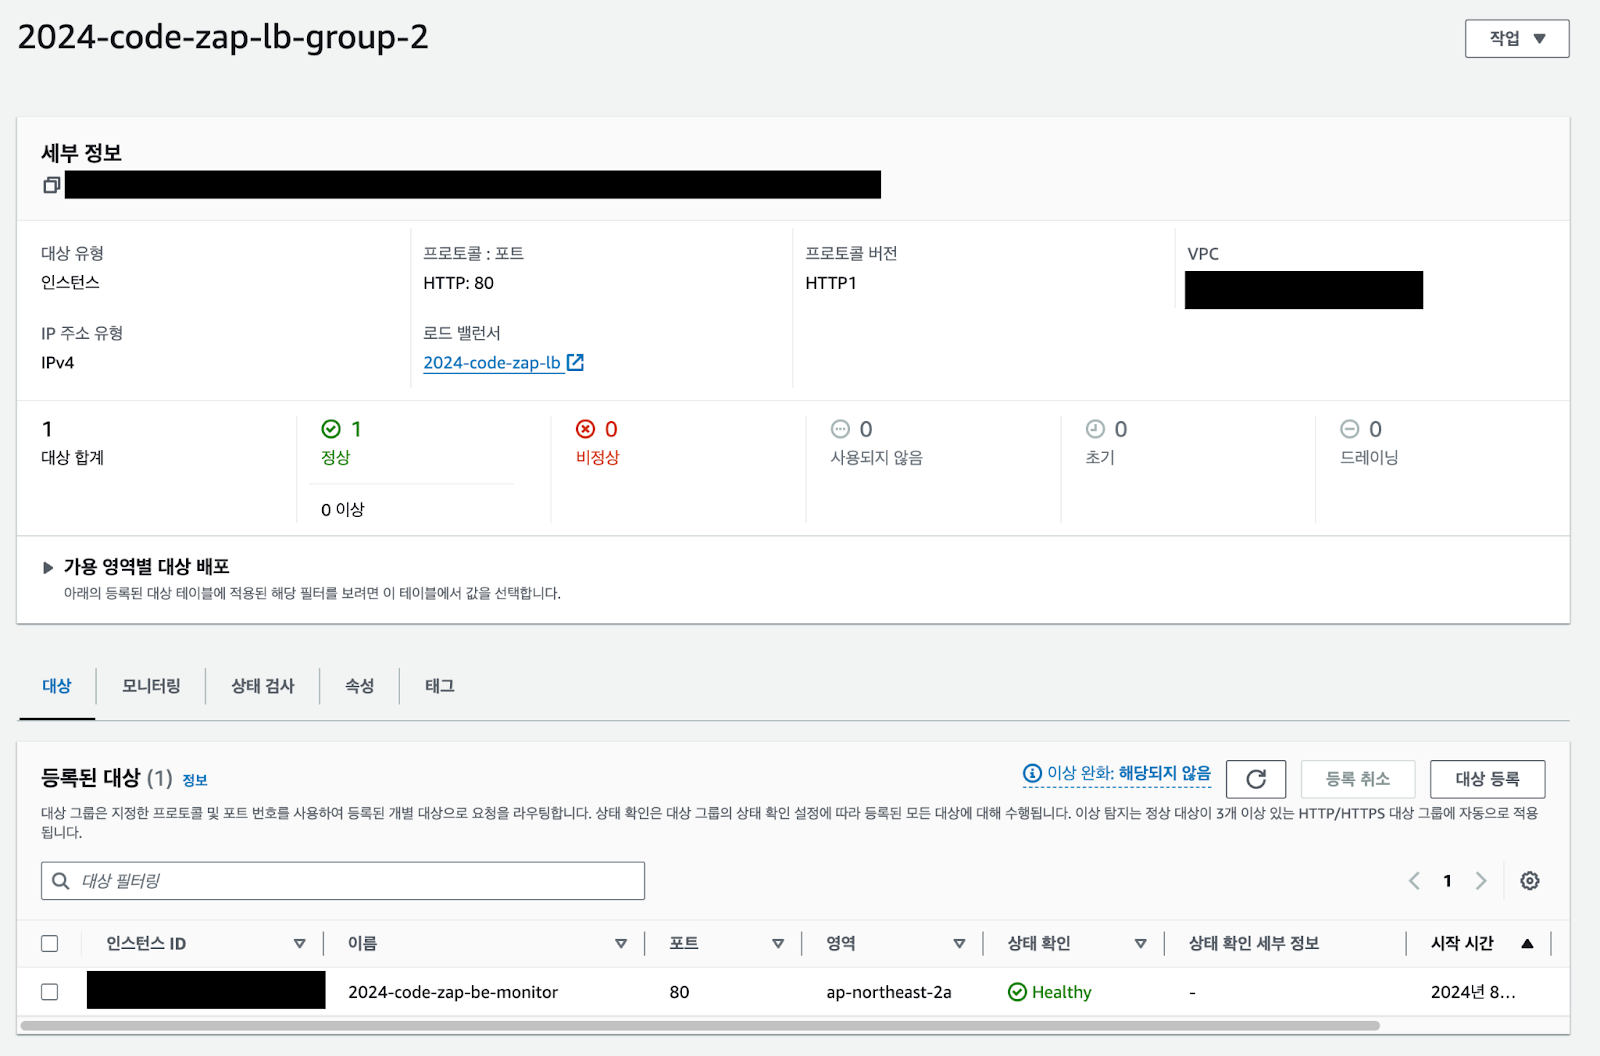 2024-code-zap-lb-group-2
작업
세부 정보
대상 유형
인스턴스
프로토콜 : 포트
HTTP: 80
프로토콜 버전
HTTP1
VPC
IP 주소 유형
IPv4
로드 밸런서
2024-code-zap-lb
1
대상 합계
1
정상
0 이상
0
비정상
0
사용되지 않음
0
초기
0
드레이닝
가용 영역별 대상 배포
아래의 등록된 대상 테이블에 적용된 해당 필터를 보려면 이 테이블에서 값을 선택합니다.
대상 모니터링 상태 검사 속성 태그
등록된 대상 (1) 정보
이상 완화: 해당되지 않음
등록 취소
대상 등록
대상 그룹은 지정한 프로토콜 및 포트 번호를 사용하여 등록된 개별 대상으로 요청을 라우팅합니다. 상태 확인은 대상 그룹의 상태 확인 설정에 따라 등록된 모든 대상에 대해 수행됩니다. 이상 탐지는 정상 대상이 3개 이상 있는 HTTP/HTTPS 대상 그룹에 자동으로 적용
됩니다.
대상 필터링
1
인스턴스 ID 이름 포트 영역 상태 확인 상태 확인 세부 정보 시작 시간
2024-code-zap-be-monitor 80 ap-northeast-2a Healthy - 2024년 8...